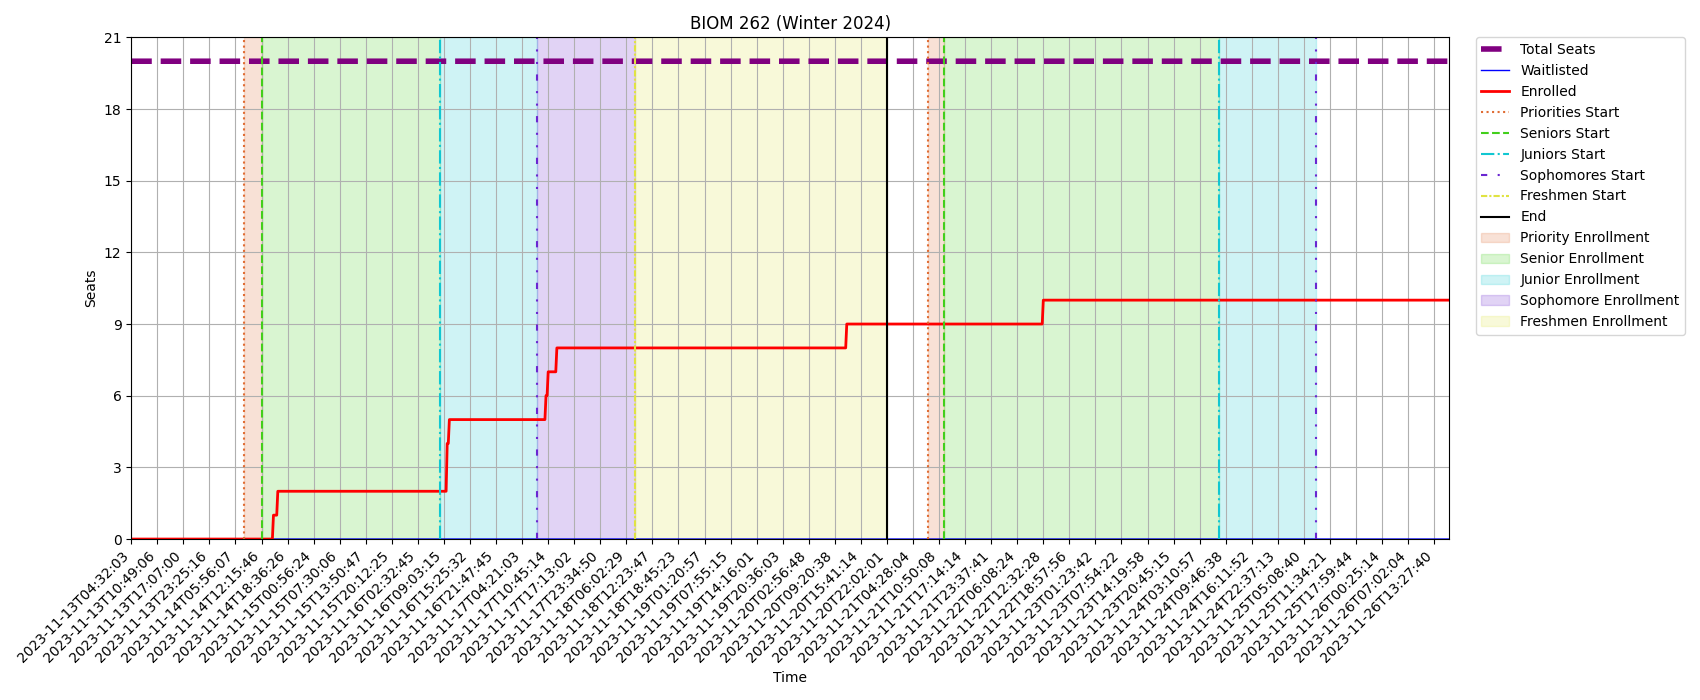 BIOM 262 (Winter 2024)
21
18
15
12
9
6
3
0
Seats
2023-11-13T04:32:03
2023-11-13T10:49:06
2023-11-13T17:07:00
2023-11-13T23:25:16
2023-11-14T05:56:07
2023-11-14T12:15:46
2023-11-14T18:36:26
2023-11-15T00:56:24
2023-11-15T07:30:06
2023-11-15T13:50:47
2023-11-15T20:12:25
2023-11-16T02:32:45
2023-11-16T09:03:15
2023-11-16T15:25:32
2023-11-16T21:47:45
2023-11-17T04:21:03
2023-11-17T10:45:14
2023-11-17T17:13:02
2023-11-17T23:34:50
2023-11-18T06:02:29
2023-11-18T12:23:47
2023-11-18T18:45:23
2023-11-19T01:20:57
2023-11-19T07:55:15
2023-11-19T14:16:01
2023-11-19T20:36:03
2023-11-20T02:56:48
2023-11-20T09:20:38
2023-11-20T15:41:14
2023-11-20T22:02:01
2023-11-21T04:28:04
2023-11-21T10:50:08
2023-11-21T17:14:14
2023-11-21T23:37:41
2023-11-22T06:08:24
2023-11-22T12:32:28
2023-11-22T18:57:56
2023-11-23T01:23:42
2023-11-23T07:54:22
2023-11-23T14:19:58
2023-11-23T20:45:15
2023-11-24T03:10:57
2023-11-24T09:46:38
2023-11-24T16:11:52
2023-11-24T22:37:13
2023-11-25T05:08:40
2023-11-25T11:34:21
2023-11-25T17:59:44
2023-11-26T00:25:14
2023-11-26T07:02:04
2023-11-26T13:27:40
Time
Total Seats
Waitlisted
Enrolled
Priorities Start
Seniors Start
Juniors Start
Sophomores Start
Freshmen Start
End
Priority Enrollment
Senior Enrollment
Junior Enrollment
Sophomore Enrollment
Freshmen Enrollment